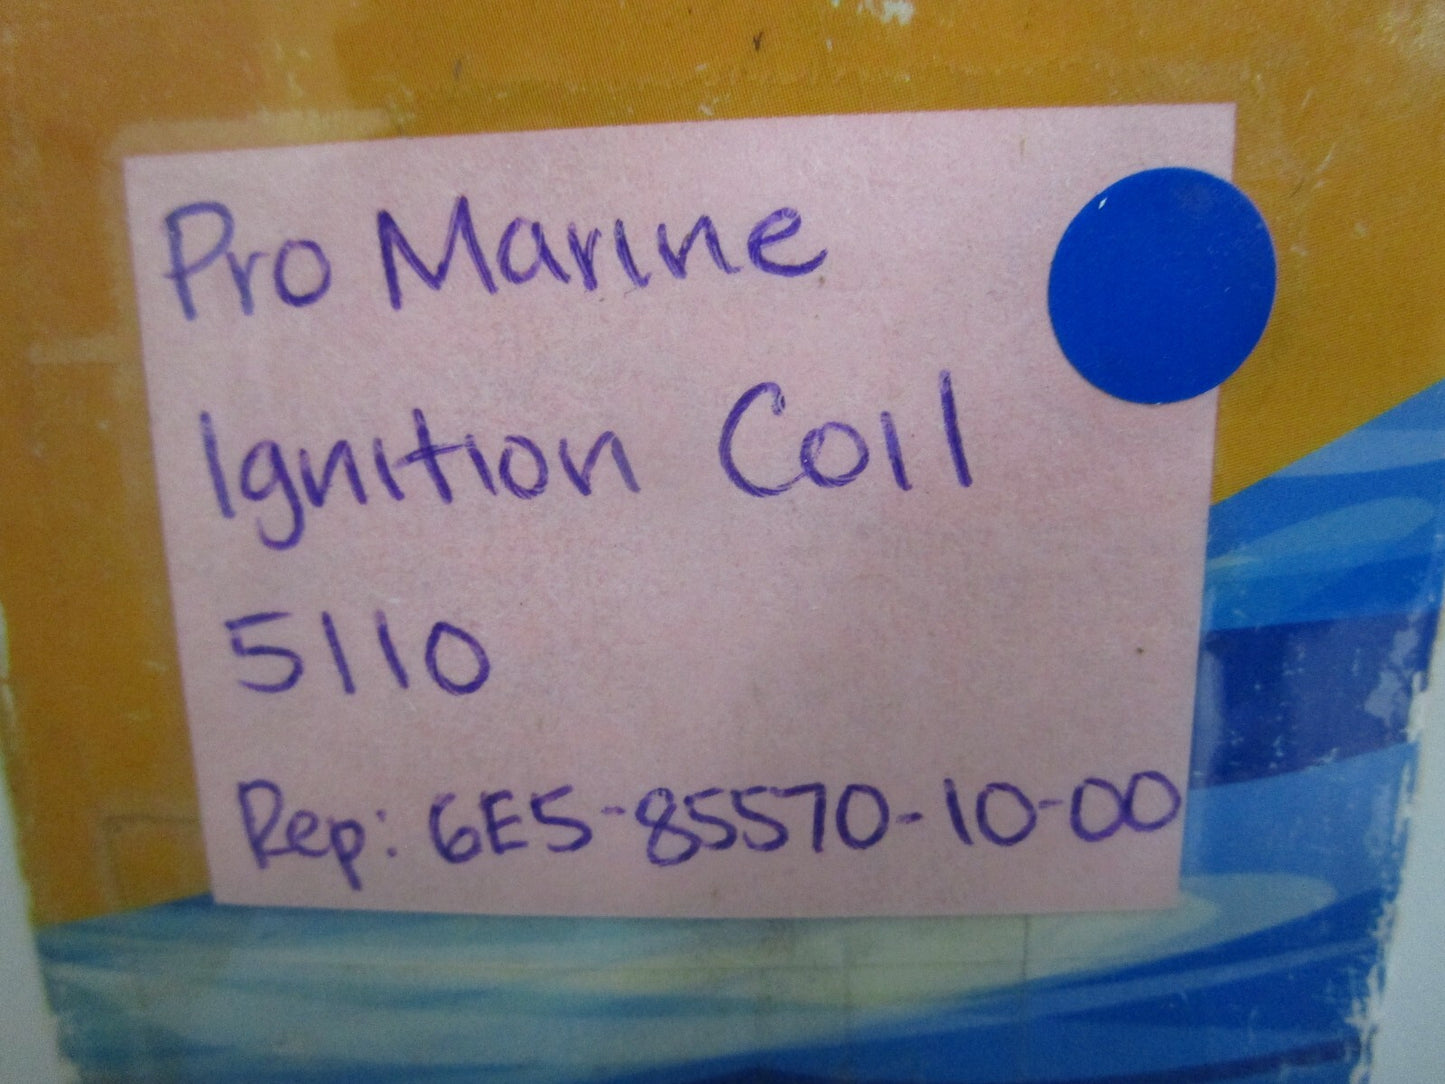 Pro Marine
Ignition Coil
5110
Rep: 6E5-85570-10-00